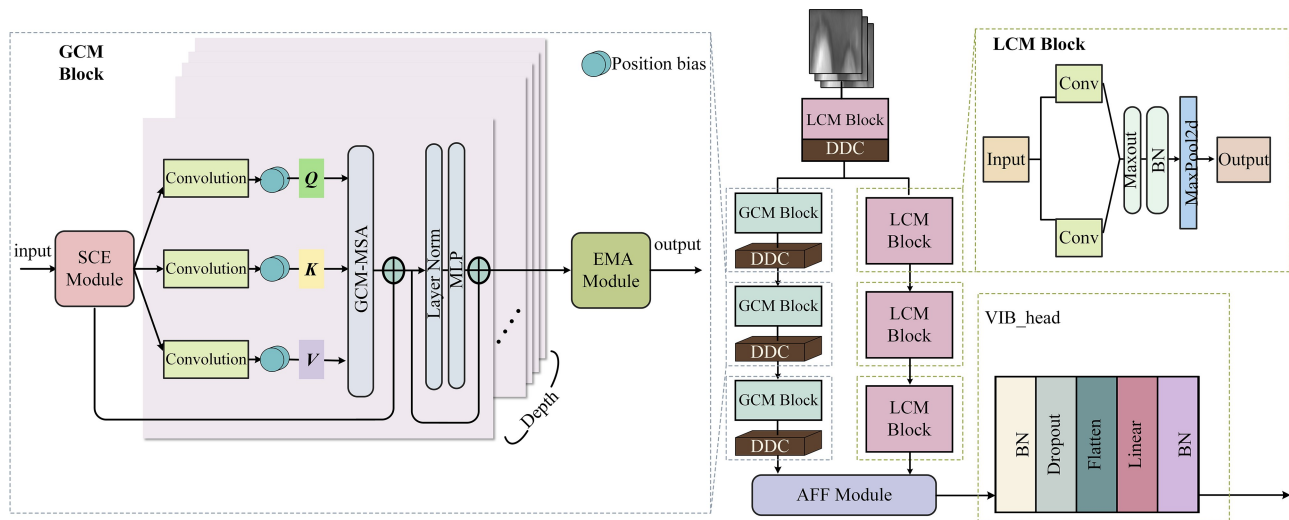 GCM
Block
Position bias
input
SCE
Module
Convolution
Q
Convolution
K
Convolution
V
GCM-MSA
Layer Norm
MLP
Depth
EMA
Module
output
LCM Block
DDC
GCM Block
DDC
GCM Block
DDC
GCM Block
DDC
LCM
Block
LCM
Block
LCM
Block
AFF Module
LCM Block
Input
Conv
Conv
Maxout
BN
MaxPool2d
Output
VIB_head
BN
Dropout
Flatten
Linear
BN